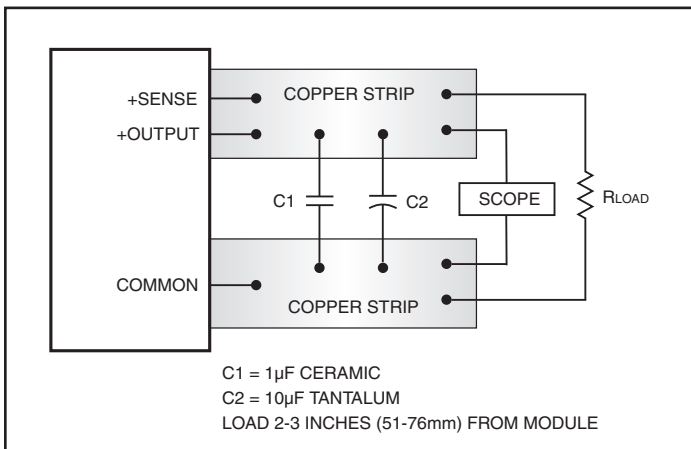 +SENSE
COPPER STRIP
+OUTPUT
C1
C2
SCOPE
RLOAD
COMMON
COPPER STRIP
C1 = 1µF CERAMIC
C2 = 10µF TANTALUM
LOAD 2-3 INCHES (51-76mm) FROM MODULE